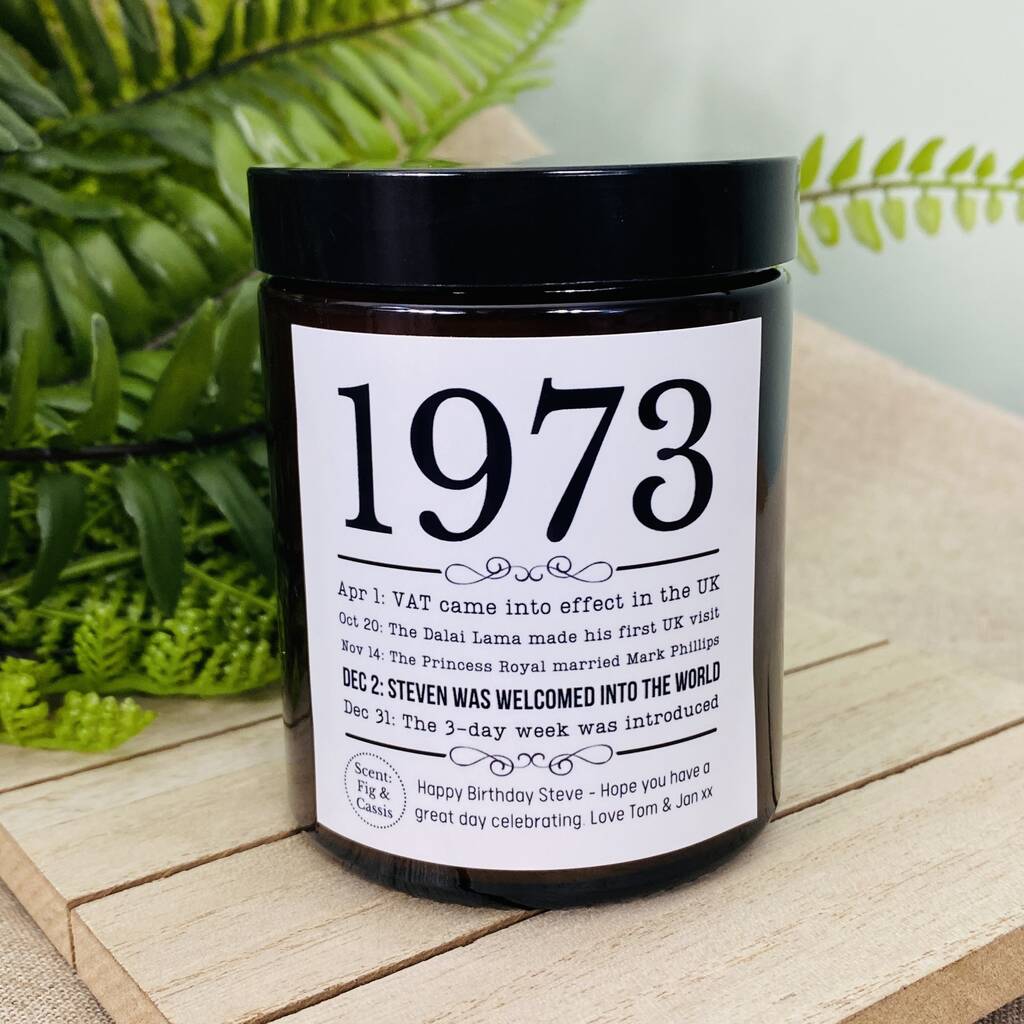 1973
Apr 1: VAT came into effect in the UK
Oct 20: The Dalai Lama made his first UK visit
Nov 14: The Princess Royal married Mark Phillips
DEC 2: STEVEN WAS WELCOMED INTO THE WORLD
Dec 31: The 3-day week was introduced
Scent:
Fig &
Cassis
Happy Birthday Steve - Hope you have a
great day celebrating. Love Tom & Jan xx